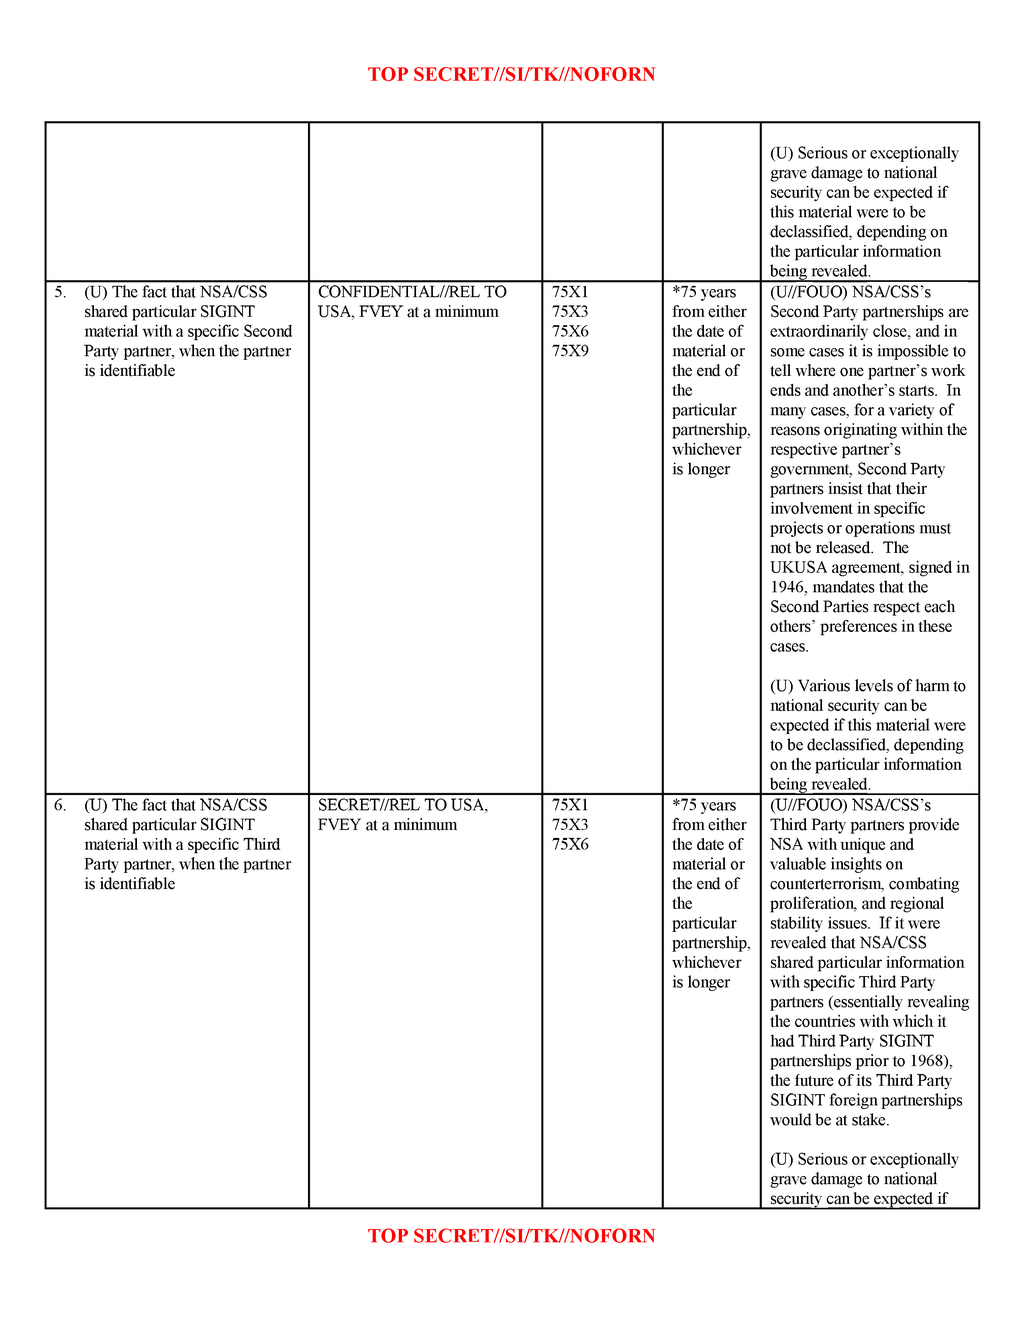 TOP SECRET//SI/TK//NOFORN
(U) Serious or exceptionally
grave damage to national
security can be expected if
this material were to be
declassified, depending on
the particular information
being revealed.
5. (U) The fact that NSA/CSS
shared particular SIGINT
material with a specific Second
Party partner, when the partner
is identifiable
CONFIDENTIAL//REL TO
USA, FVEY at a minimum
75X1
75X3
75X6
75X9
*75 years
from either
the date of
material or
the end of
the
particular
partnership,
whichever
is longer
(U//FOUO) NSA/CSS’s
Second Party partnerships are
extraordinarily close, and in
some cases it is impossible to
tell where one partner’s work
ends and another’s starts. In
many cases, for a variety of
reasons originating within the
respective partner’s
government, Second Party
partners insist that their
involvement in specific
projects or operations must
not be released. The
UKUSA agreement, signed in
1946, mandates that the
Second Parties respect each
others’ preferences in these
cases.
(U) Various levels of harm to
national security can be
expected if this material were
to be declassified, depending
on the particular information
being revealed.
6. (U) The fact that NSA/CSS
shared particular SIGINT
material with a specific Third
Party partner, when the partner
is identifiable
SECRET//REL TO USA,
FVEY at a minimum
75X1
75X3
75X6
*75 years
from either
the date of
material or
the end of
the
particular
partnership,
whichever
is longer
(U//FOUO) NSA/CSS’s
Third Party partners provide
NSA with unique and
valuable insights on
counterterrorism, combating
proliferation, and regional
stability issues. If it were
revealed that NSA/CSS
shared particular information
with specific Third Party
partners (essentially revealing
the countries with which it
had Third Party SIGINT
partnerships prior to 1968),
the future of its Third Party
SIGINT foreign partnerships
would be at stake.
(U) Serious or exceptionally
grave damage to national
security can be expected if
TOP SECRET//SI/TK//NOFORN